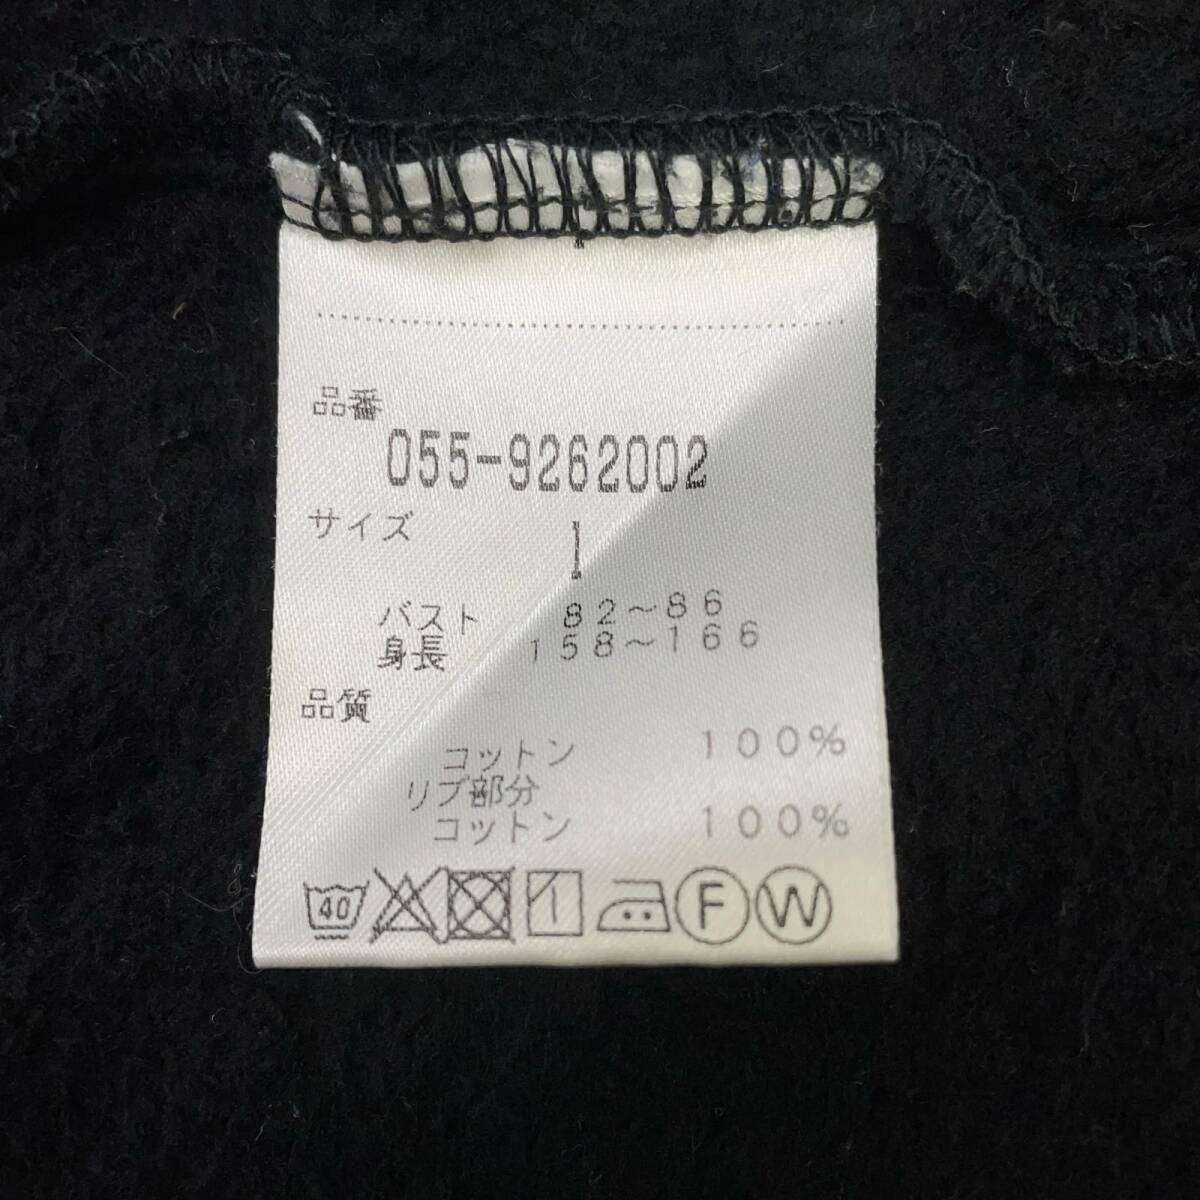 品番
055-9262002
サイズ
1
バスト 82～86
身長 158～166
品質
コットン 100%
リブ部分
コットン 100%
40 F W